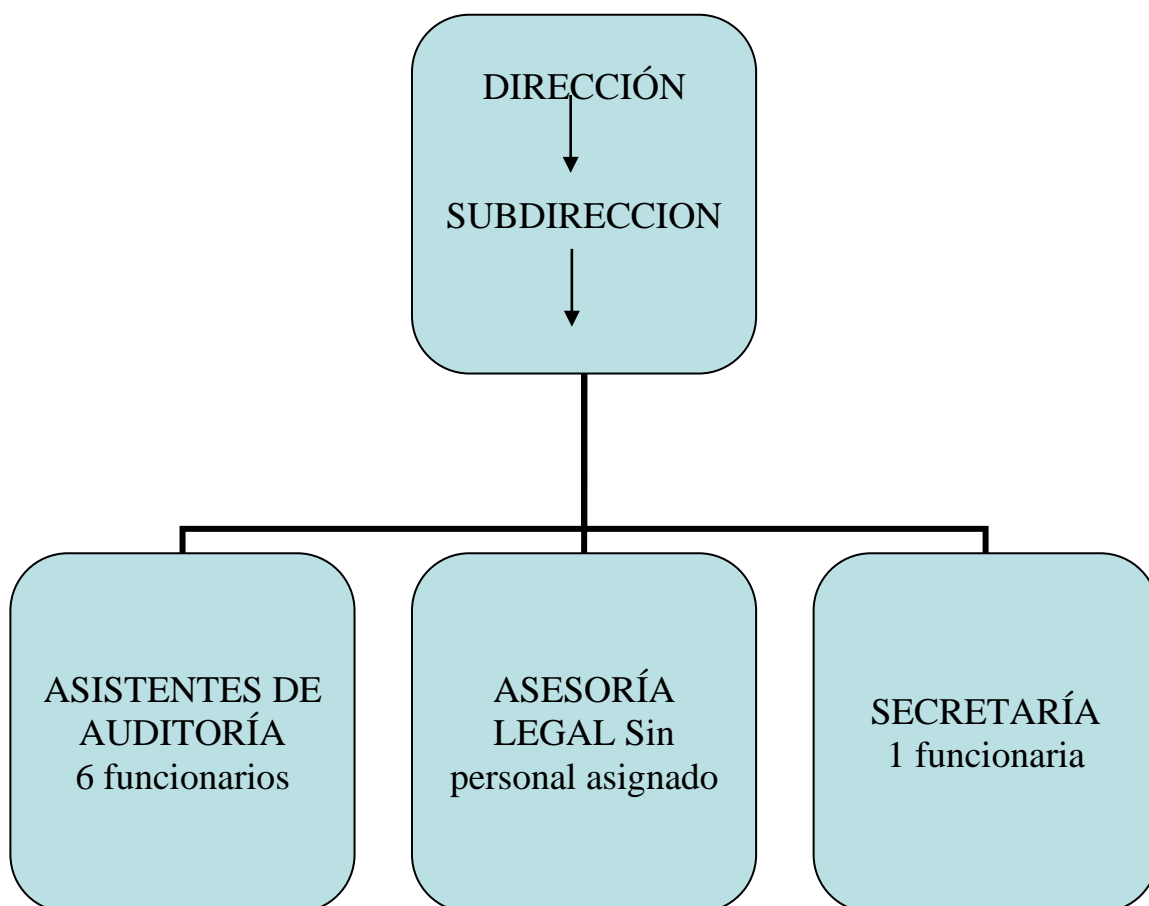 DIRECCIÓN
SUBDIRECCION
ASISTENTES DE
AUDITORÍA
6 funcionarios
ASESORÍA
LEGAL Sin
personal asignado
SECRETARÍA
1 funcionaria